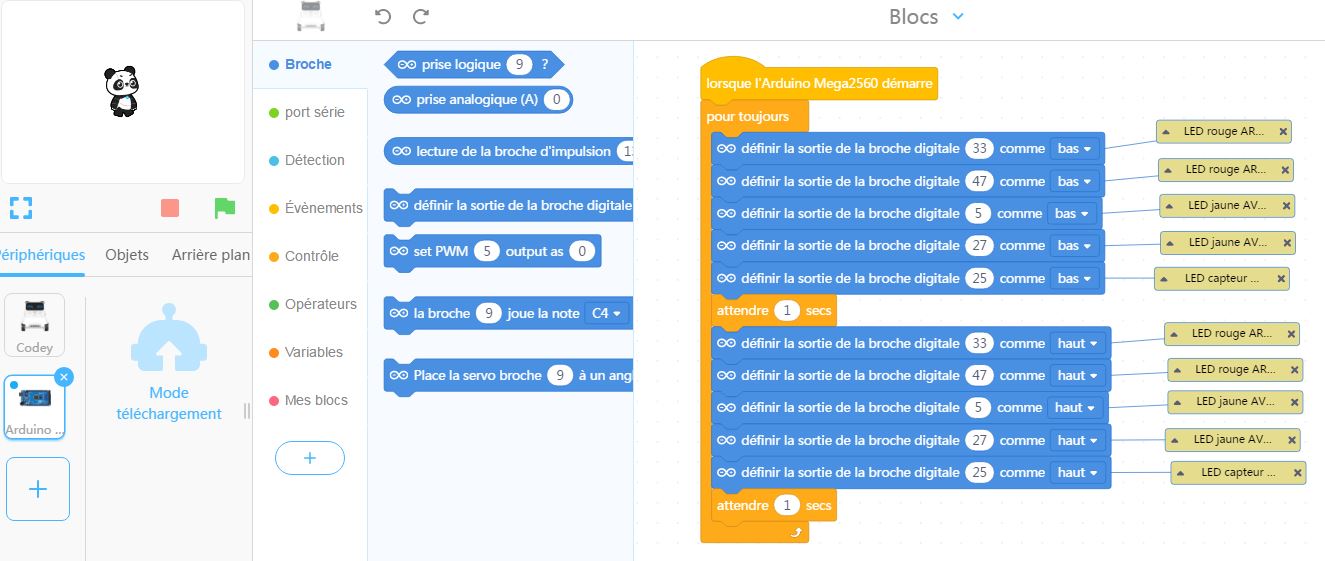 Blocs
Broche
port série
Détection
Évènements
Contrôle
Opérateurs
Variables
Mes blocs
+
prise logique 9 ?
prise analogique (A) 0
lecture de la broche d'impulsion
définir la sortie de la broche digitale
set PWM 5 output as 0
la broche 9 joue la note C4
Place la servo broche 9 à un angl
lorsque l'Arduino Mega2560 démarre
pour toujours
définir la sortie de la broche digitale 33 comme bas
définir la sortie de la broche digitale 47 comme bas
définir la sortie de la broche digitale 5 comme bas
définir la sortie de la broche digitale 27 comme bas
définir la sortie de la broche digitale 25 comme bas
attendre 1 secs
définir la sortie de la broche digitale 33 comme haut
définir la sortie de la broche digitale 47 comme haut
définir la sortie de la broche digitale 5 comme haut
définir la sortie de la broche digitale 27 comme haut
définir la sortie de la broche digitale 25 comme haut
attendre 1 secs
LED rouge AR...
LED rouge AR...
LED jaune AV...
LED jaune AV...
LED capteur ...
LED rouge AR...
LED rouge AR...
LED jaune AV...
LED jaune AV...
LED capteur ...
Périphériques Objets Arrière plan
Codey
Arduino ...
+
Mode
téléchargement